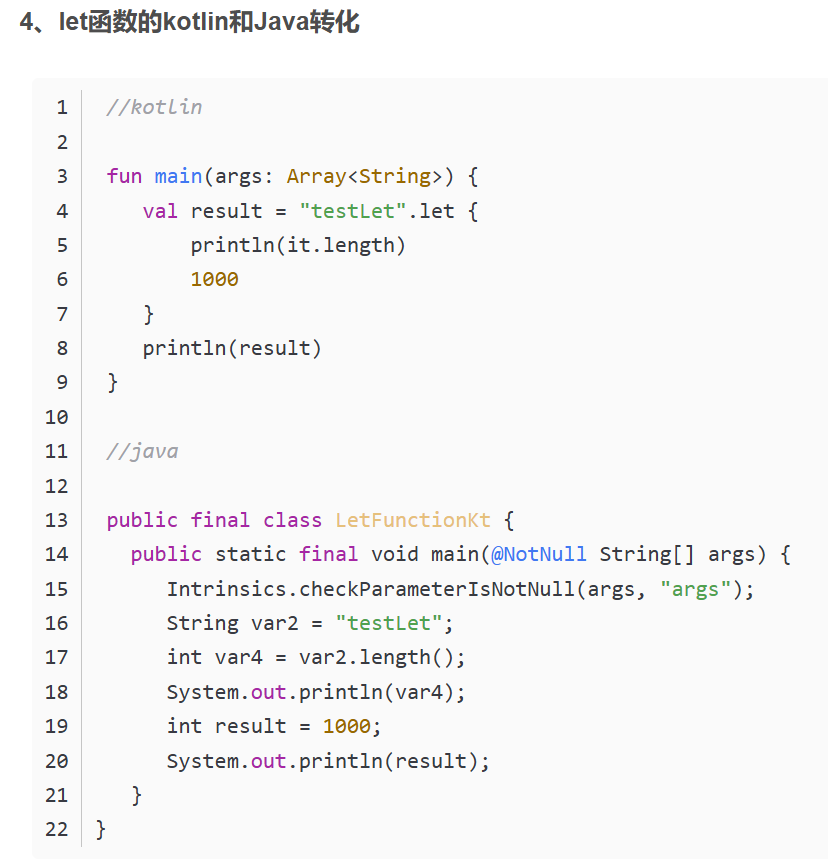 4、let函数的kotlin和Java转化
1 //kotlin
2
3 fun main(args: Array<String>) {
4    val result = "testLet".let {
5        println(it.length)
6        1000
7    }
8    println(result)
9 }
10
11 //java
12
13 public final class LetFunctionKt {
14   public static final void main(@NotNull String[] args) {
15      Intrinsics.checkParameterIsNotNull(args, "args");
16      String var2 = "testLet";
17      int var4 = var2.length();
18      System.out.println(var4);
19      int result = 1000;
20      System.out.println(result);
21   }
22 }